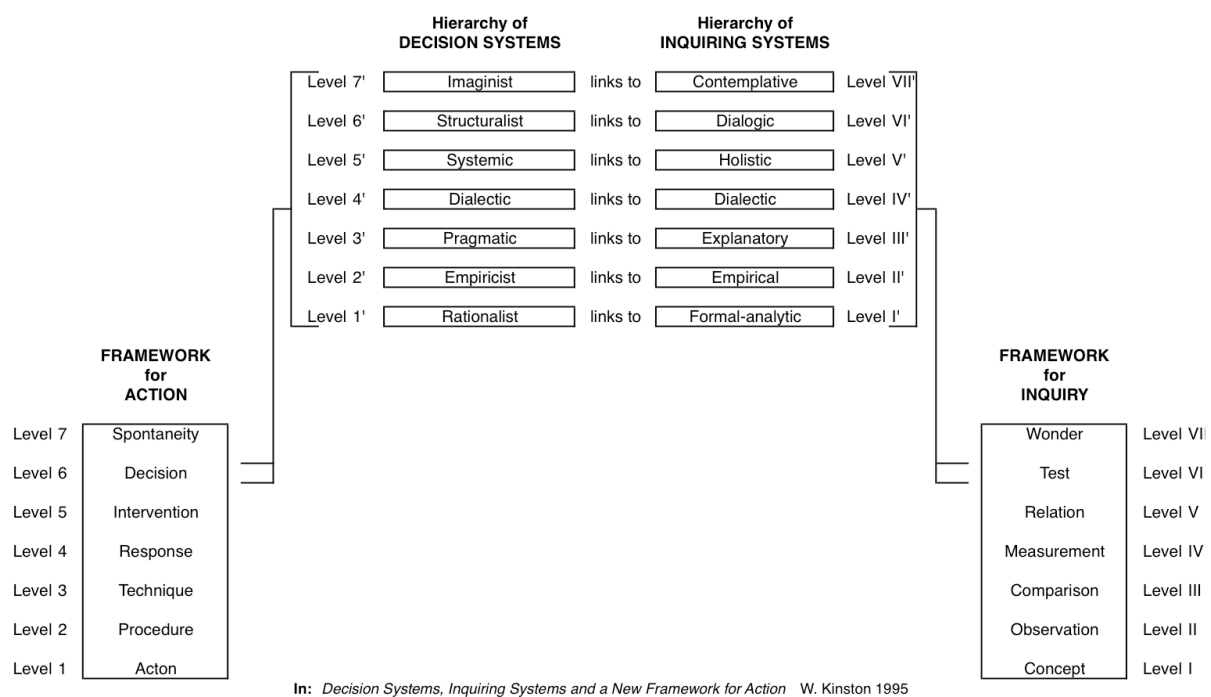 Hierarchy of
DECISION SYSTEMS
Hierarchy of
INQUIRING SYSTEMS
Level 7' Imaginist links to Contemplative Level VII'
Level 6' Structuralist links to Dialogic Level VI'
Level 5' Systemic links to Holistic Level V'
Level 4' Dialectic links to Dialectic Level IV'
Level 3' Pragmatic links to Explanatory Level III'
Level 2' Empiricist links to Empirical Level II'
Level 1' Rationalist links to Formal-analytic Level I'
FRAMEWORK
for
ACTION
Level 7 Spontaneity
Level 6 Decision
Level 5 Intervention
Level 4 Response
Level 3 Technique
Level 2 Procedure
Level 1 Acton
FRAMEWORK
for
INQUIRY
Wonder Level VII
Test Level VI
Relation Level V
Measurement Level IV
Comparison Level III
Observation Level II
Concept Level I
In: Decision Systems, Inquiring Systems and a New Framework for Action W. Kinston 1995